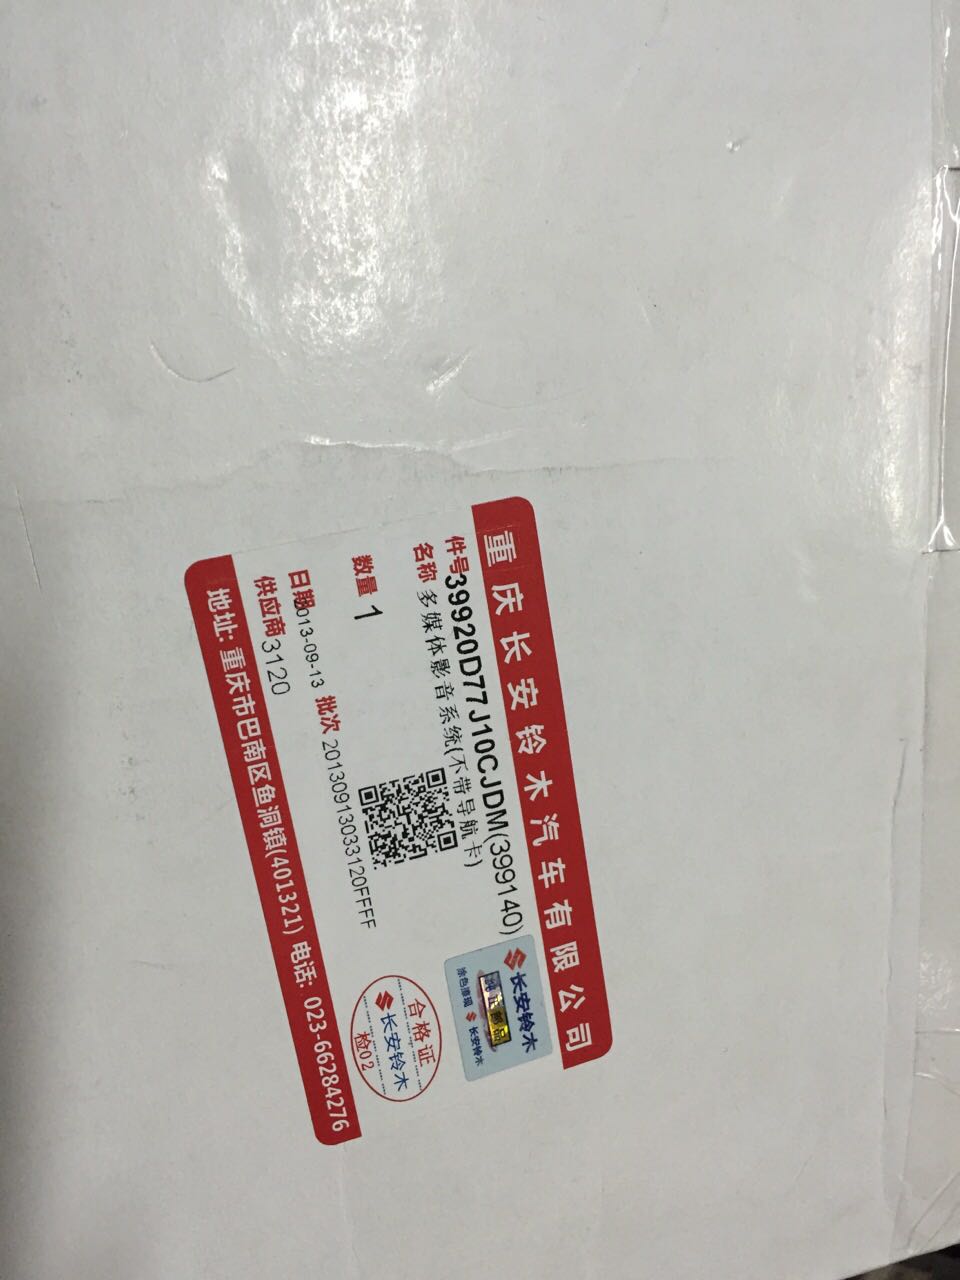 重庆长安铃木汽车有限公司
件号39920D77J10CJDM(399140)
名称 多媒体影音系统(不带导航卡)
数量 1
日期2013-09-13 批次 20130913033120FFFF
供应商3120
地址: 重庆市巴南区鱼洞镇(401321) 电话: 023-66284276
长安铃木
纯正部品
长安铃木
合格证
长安铃木
检02